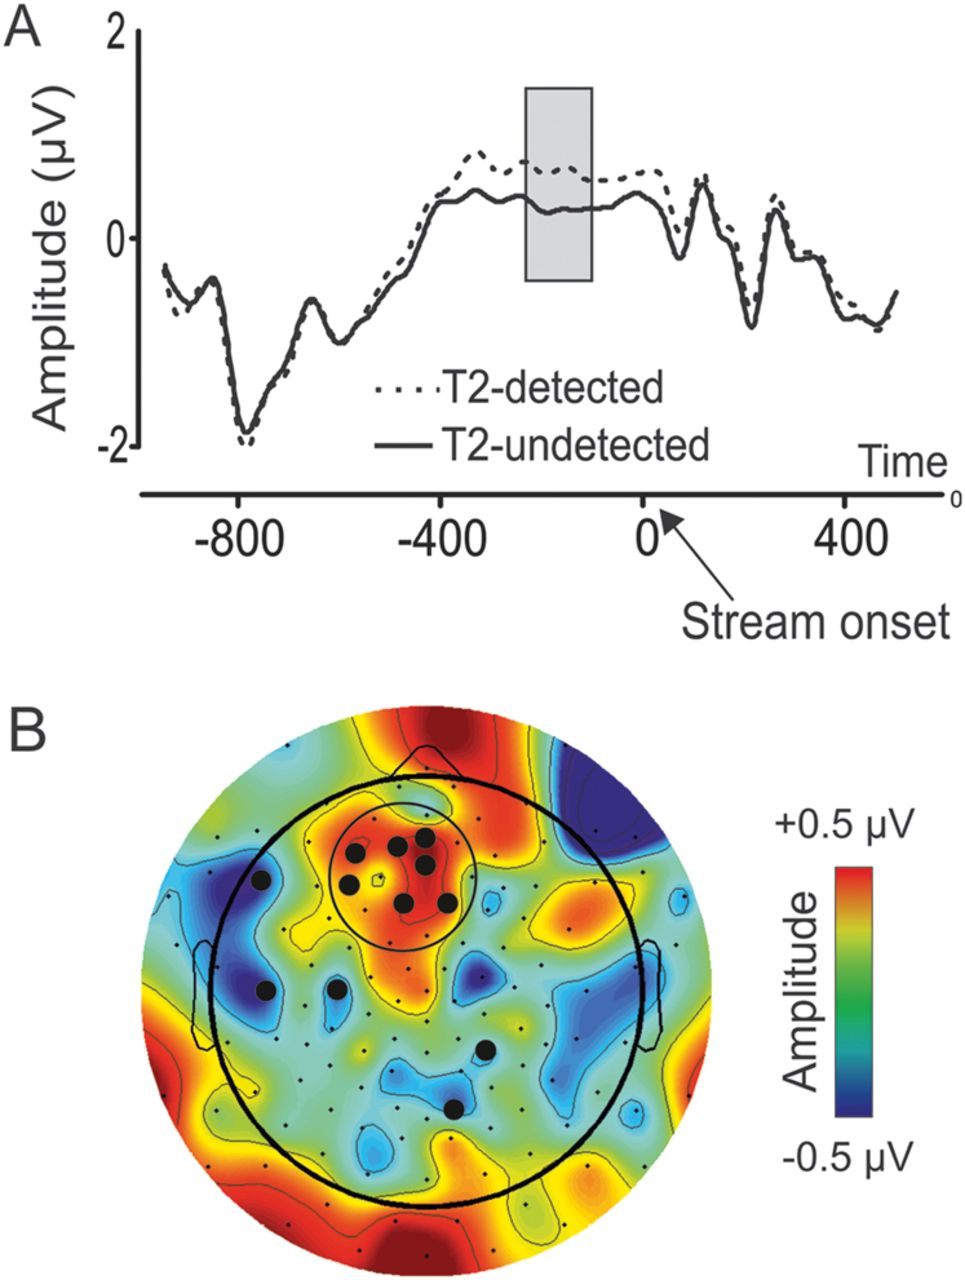 A
2
Amplitude (µV)
0
-2
T2-detected
T2-undetected
Time
0
-800
-400
0
400
Stream onset
B
+0.5 µV
Amplitude
-0.5 µV